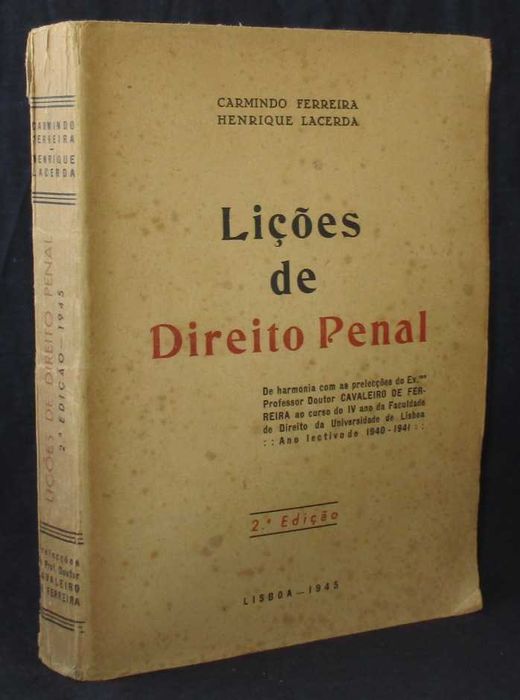 CARMINDO FERREIRA
HENRIQUE LACERDA
Lições
de
Direito Penal
De harmonia com as prelecções do Ex.mo
Professor Doutor CAVALEIRO DE FER-
REIRA ao curso do IV ano da Faculdade
de Direito da Universidade de Lisboa
: : Ano lectivo de 1940-1941 : :
2.ª Edição
LISBOA — 1945
CARMINDO
FERREIRA
—
HENRIQUE
LACERDA
LIÇÕES DE DIREITO PENAL
2.ª EDIÇÃO — 1945
Prof. Doutor
CAVALEIRO
FERREIRA